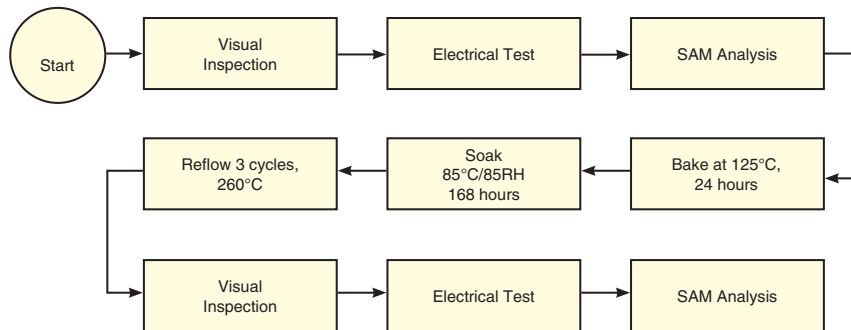 Start
Visual
Inspection
Electrical Test
SAM Analysis
Bake at 125°C,
24 hours
Soak
85°C/85RH
168 hours
Reflow 3 cycles,
260°C
Visual
Inspection
Electrical Test
SAM Analysis